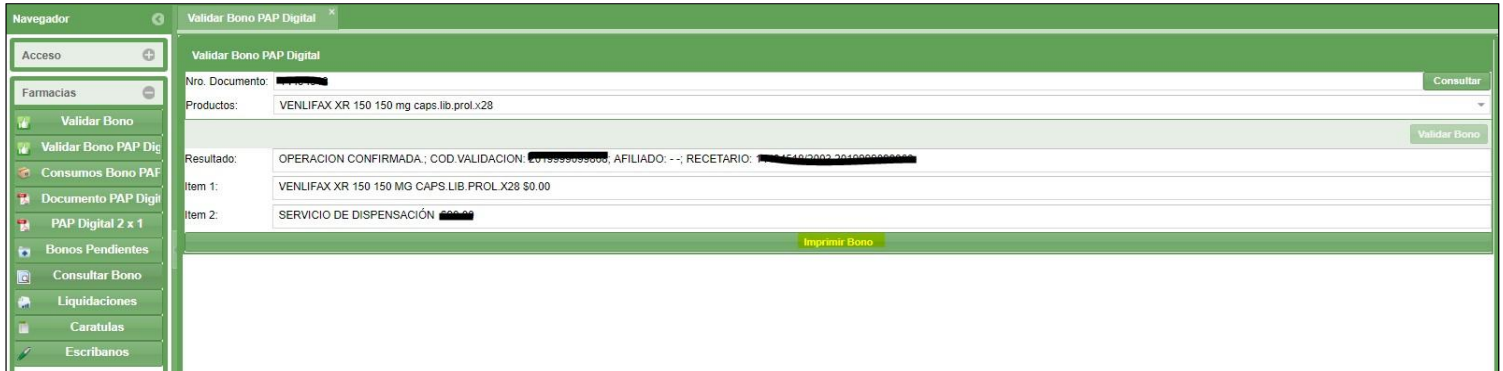 Navegador
Validar Bono PAP Digital
Acceso
Farmacias
Validar Bono
Validar Bono PAP Dig
Consumos Bono PAP
Documento PAP Digit
PAP Digital 2 x 1
Bonos Pendientes
Consultar Bono
Liquidaciones
Caratulas
Escribanos
Validar Bono PAP Digital
Nro. Documento:
Consultar
Productos: VENLIFAX XR 150 150 mg caps.lib.prol.x28
Validar Bono
Resultado: OPERACION CONFIRMADA.; COD.VALIDACION: ; AFILIADO: - -; RECETARIO:
Item 1: VENLIFAX XR 150 150 MG CAPS.LIB.PROL.X28 $0.00
Item 2: SERVICIO DE DISPENSACIÓN
Imprimir Bono